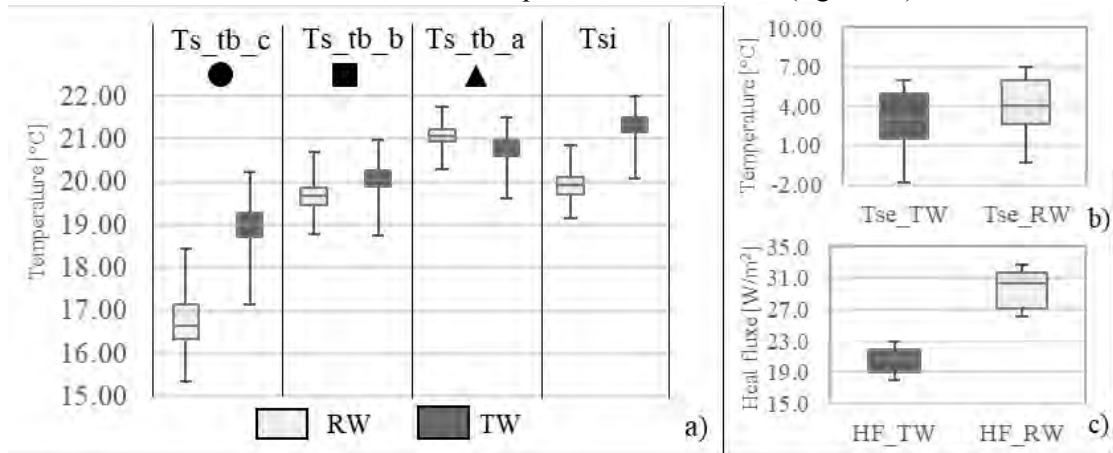 Ts_tb_c Ts_tb_b Ts_tb_a Tsi
Temperature [°C]
22.00
21.00
20.00
19.00
18.00
17.00
16.00
15.00
RW TW
a)
Temperature [°C]
10.00
7.00
4.00
1.00
-2.00
Tse_TW Tse_RW
b)
Heat fluxe [W/m²]
35.0
31.0
27.0
23.0
19.0
15.0
HF_TW HF_RW
c)